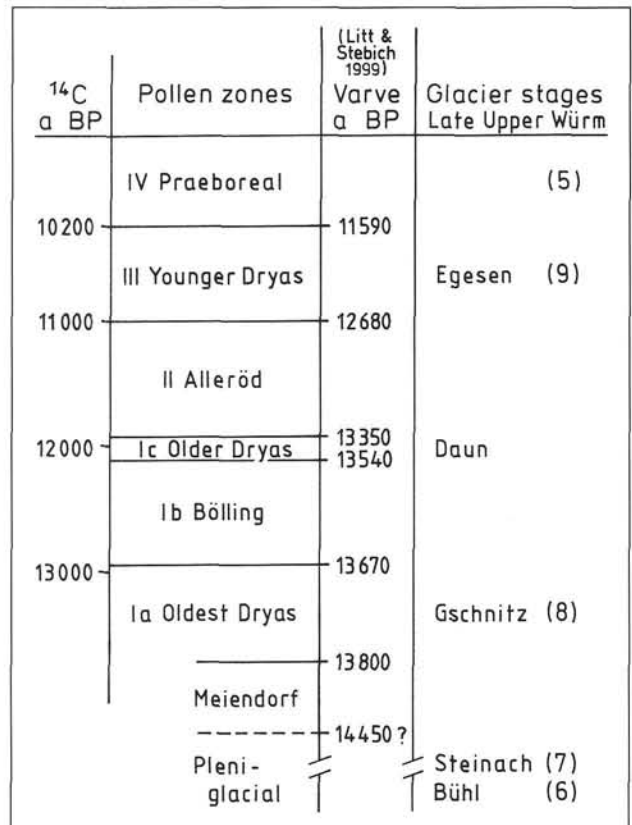 (Litt &
Stebich
1999)
14C Pollen zones Varve Glacier stages
a BP a BP Late Upper Würm
IV Praeboreal (5)
10200 11590
III Younger Dryas Egesen (9)
11000 12680
II Alleröd
13350
12000 Ic Older Dryas Daun
13540
Ib Bölling
13670
13000
Ia Oldest Dryas Gschnitz (8)
13800
Meiendorf
14450 ?
Pleni- Steinach (7)
glacial Bühl (6)